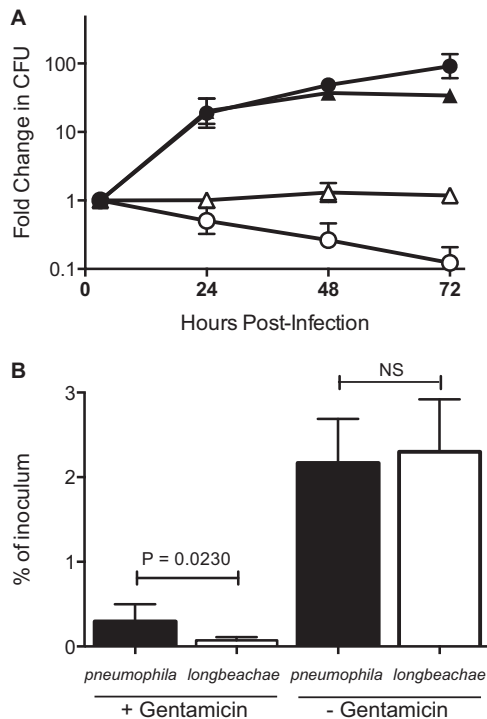 A
Fold Change in CFU
100
10
1
0.1
0 24 48 72
Hours Post-Infection
B
% of inoculum
3
2
1
0
NS
P = 0.0230
pneumophila longbeachae pneumophila longbeachae
+ Gentamicin - Gentamicin